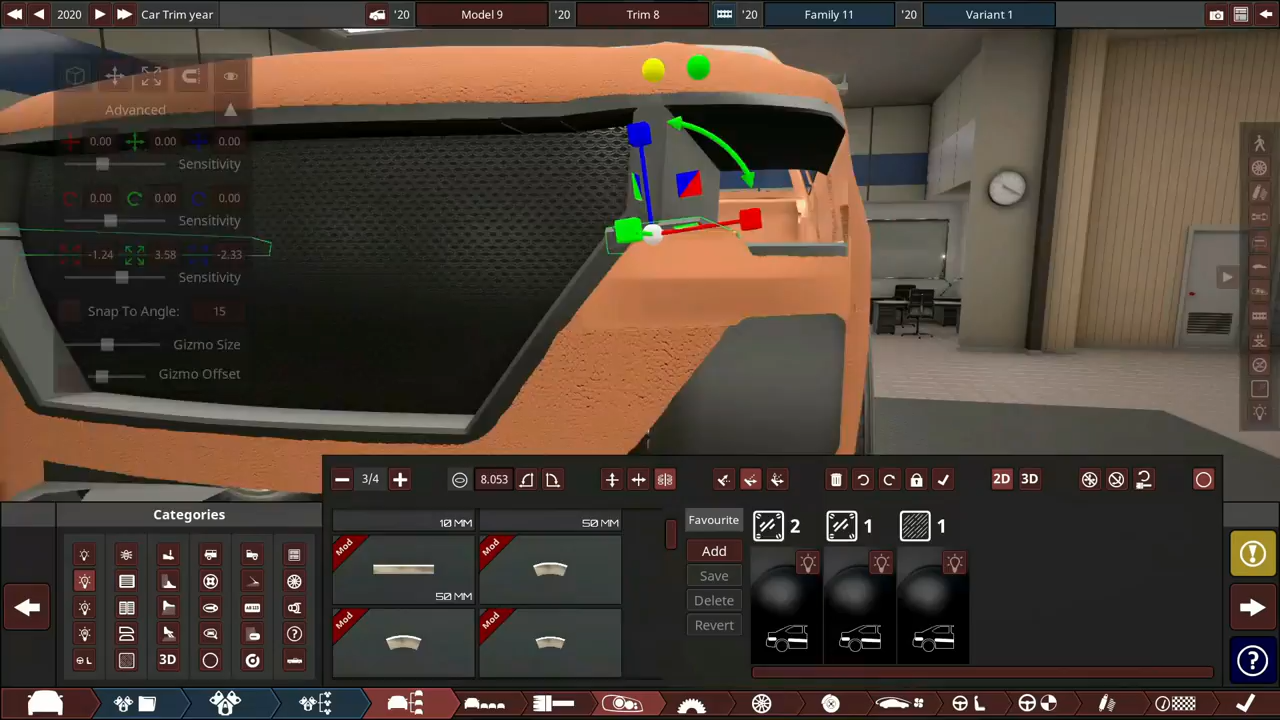 2020 Car Trim year '20 Model 9 '20 Trim 8 '20 Family 11 '20 Variant 1
Advanced
0.00 0.00 0.00
Sensitivity
0.00 0.00 0.00
Sensitivity
-1.24 3.58 -2.33
Sensitivity
Snap To Angle: 15
Gizmo Size
Gizmo Offset
3/4 8.053 2D 3D
Categories
3D
10 MM 50 MM
Mod Mod
50 MM
Mod Mod
Favourite
Add
Save
Delete
Revert
2 1 1